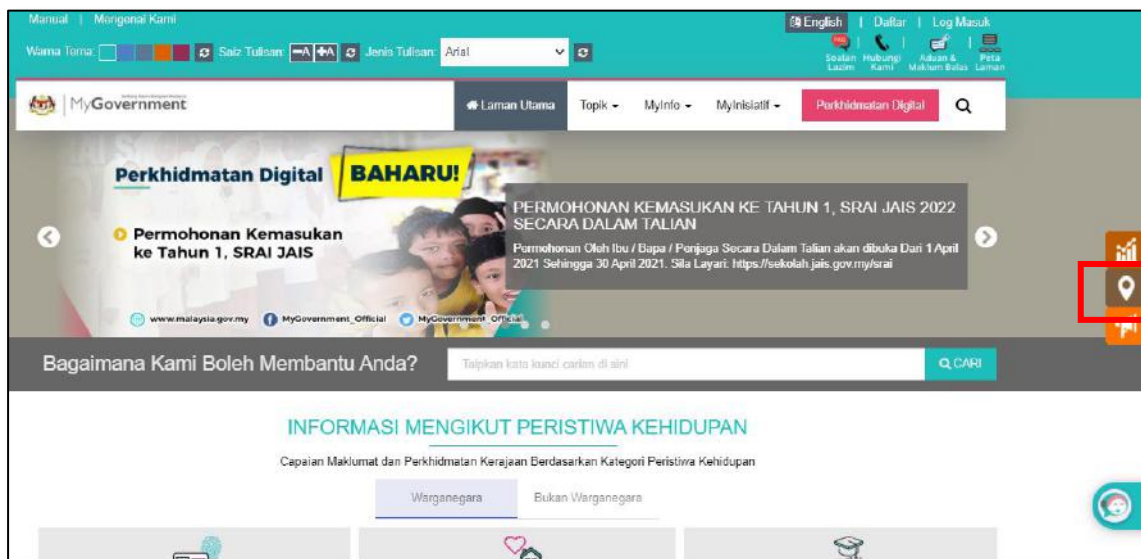 Manual | Mengenai Kami
English | Daftar | Log Masuk
Warna Tema: Saiz Tulisan: -A +A Jenis Tulisan: Arial
Soalan Lazim Hubungi Kami Aduan & Maklum Balas Peta Laman
MyGovernment
Laman Utama Topik MyInfo MyInisiatif Perkhidmatan Digital
Perkhidmatan Digital BAHARU!
Permohonan Kemasukan
ke Tahun 1, SRAI JAIS
PERMOHONAN KEMASUKAN KE TAHUN 1, SRAI JAIS 2022
SECARA DALAM TALIAN
Permohonan Oleh Ibu / Bapa / Penjaga Secara Dalam Talian akan dibuka Dari 1 April
2021 Sehingga 30 April 2021. Sila Layari: https://sekolah.jais.gov.my/srai
www.malaysia.gov.my MyGovernment_Official MyGovernment_Official
Bagaimana Kami Boleh Membantu Anda?
Taipkan kata kunci carian di sini
CARI
INFORMASI MENGIKUT PERISTIWA KEHIDUPAN
Capaian Maklumat dan Perkhidmatan Kerajaan Berdasarkan Kategori Peristiwa Kehidupan
Warganegara Bukan Warganegara